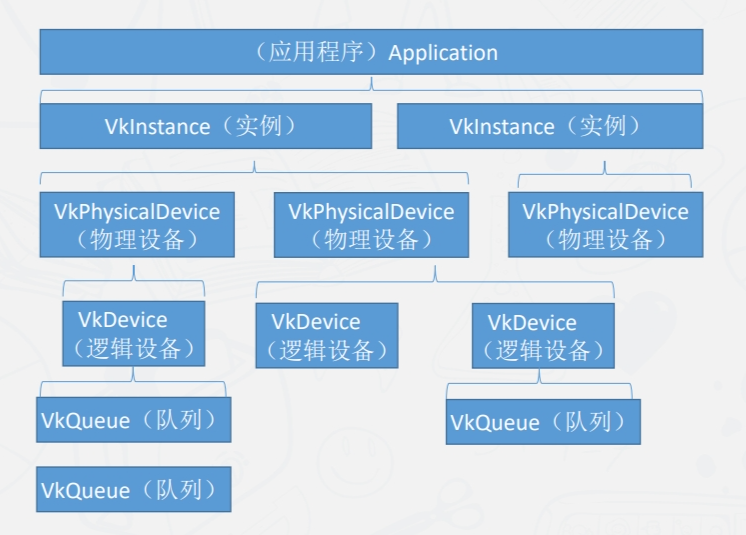 （应用程序）Application
VkInstance（实例）
VkInstance（实例）
VkPhysicalDevice
（物理设备）
VkPhysicalDevice
（物理设备）
VkPhysicalDevice
（物理设备）
VkDevice
（逻辑设备）
VkDevice
（逻辑设备）
VkDevice
（逻辑设备）
VkQueue（队列）
VkQueue（队列）
VkQueue（队列）